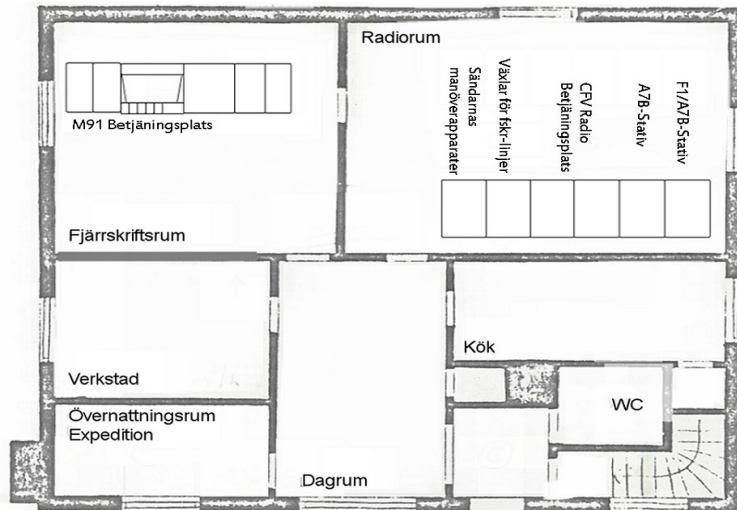 Radiorum
Sändarnas
manöverapparater
Växlar för fskr-linjer
CFV Radio
Betjäningsplats
A7B-Stativ
F1/A7B-Stativ
M91 Betjäningsplats
Fjärrskriftsrum
Verkstad
Kök
WC
Övernattningsrum
Expedition
Dagrum